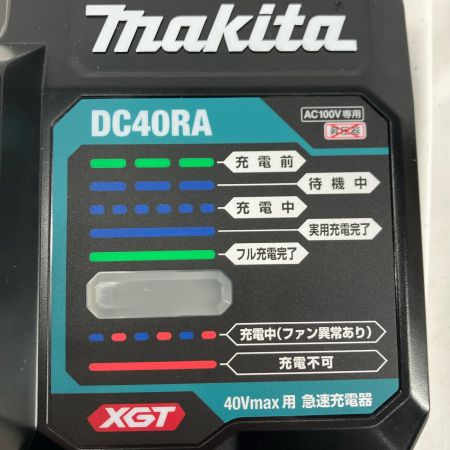 makita
DC40RA
AC100V専用
昇圧器
充電前
待機中
充電中
実用充電完了
フル充電完了
充電中(ファン異常あり)
充電不可
XGT
40Vmax用 急速充電器